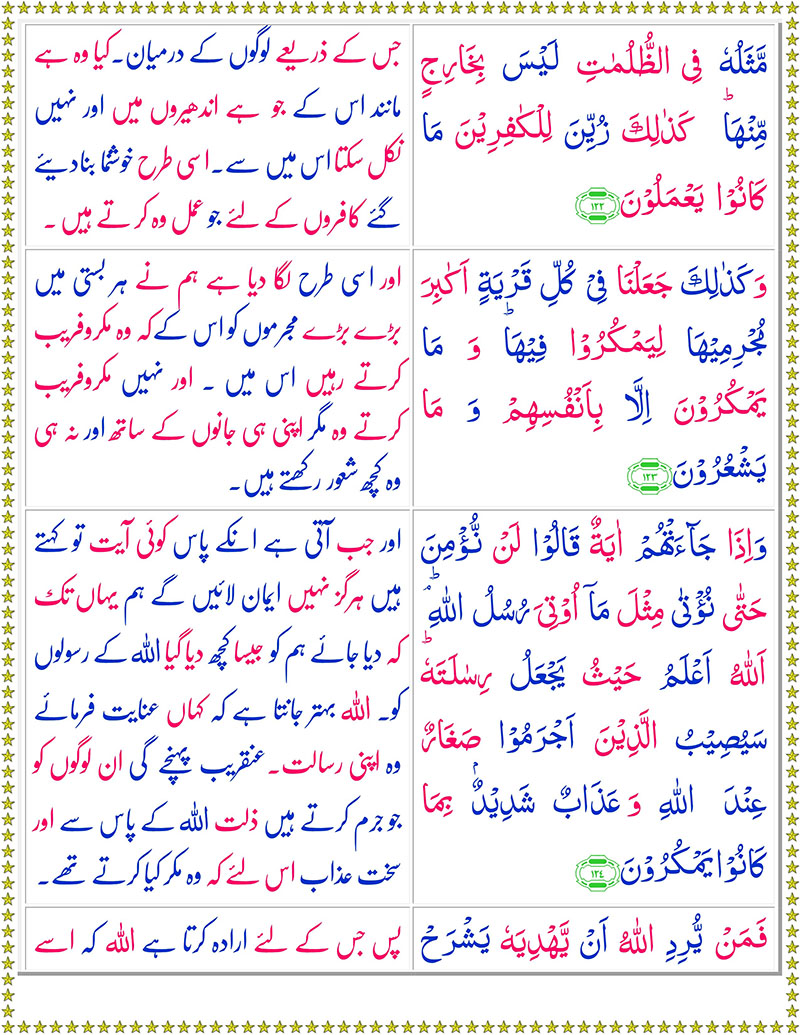 مَّثَلُهٗ فِى الظُّلُمٰتِ لَيْسَ بِخَارِجٍ
مِّنْهَا ؕ كَذٰلِكَ زُيِّنَ لِلْكٰفِرِيْنَ مَا
كَانُوْا يَعْمَلُوْنَ ١٢٢
جس کے ذریعے لوگوں کے درمیان۔ کیا وہ ہے
مانند اس کے جو ہے اندھیروں میں اور نہیں
نکل سکتا اس میں سے۔ اسی طرح خوشنما بنا دیئے
گئے کافروں کے لئے جو عمل وہ کرتے ہیں ۔
وَكَذٰلِكَ جَعَلْنَا فِىْ كُلِّ قَرْيَةٍ اَكٰبِرَ
مُجْرِمِيْهَا لِيَمْكُرُوْا فِيْهَا ؕ وَ مَا
يَمْكُرُوْنَ اِلَّا بِاَنْفُسِهِمْ وَ مَا
يَشْعُرُوْنَ ١٢٣
اور اسی طرح لگا دیا ہے ہم نے ہر بستی میں
بڑے بڑے مجرموں کو اس کے کہ وہ مکروفریب
کرتے رہیں اس میں ۔ اور نہیں مکروفریب
کرتے وہ مگر اپنی ہی جانوں کے ساتھ اور نہ ہی
وہ کچھ شعور رکھتے ہیں۔
وَاِذَا جَآءَتْهُمْ اٰيَةٌ قَالُوْا لَنْ نُّؤْمِنَ
حَتّٰى نُؤْتٰى مِثْلَ مَاۤ اُوْتِىَ رُسُلُ اللّٰهِ ؕۘ
اَللّٰهُ اَعْلَمُ حَيْثُ يَجْعَلُ رِسٰلَتَهٗ ؕ
سَيُصِيْبُ الَّذِيْنَ اَجْرَمُوْا صَغَارٌ
عِنْدَ اللّٰهِ وَ عَذَابٌ شَدِيْدٌۢ بِمَا
كَانُوْا يَمْكُرُوْنَ ١٢٤
اور جب آتی ہے انکے پاس کوئی آیت تو کہتے
ہیں ہرگز نہیں ایمان لائیں گے ہم یہاں تک
کہ دیا جائے ہم کو جیسا کچھ دیا گیا اللہ کے رسولوں
کو۔ اللہ بہتر جانتا ہے کہ کہاں عنایت فرمائے
وہ اپنی رسالت۔ عنقریب پہنچے گی ان لوگوں کو
جو جرم کرتے ہیں ذلت اللہ کے پاس سے اور
سخت عذاب اس لئے کہ وہ مکر کیا کرتے تھے۔
فَمَنْ يُّرِدِ اللّٰهُ اَنْ يَّهْدِيَهٗ يَشْرَحْ
پس جس کے لئے ارادہ کرتا ہے اللہ کہ اسے